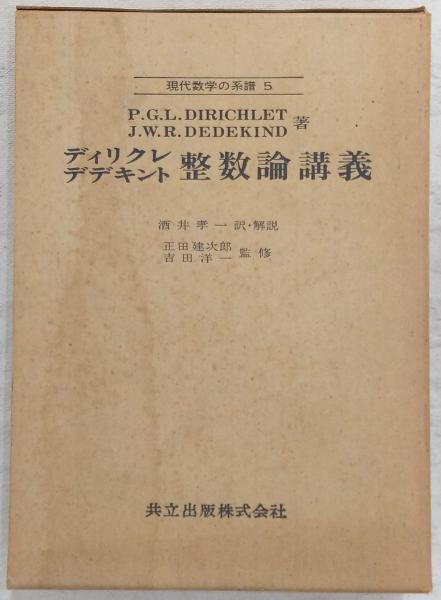 現代数学の系譜 5
P.G.L.DIRICHLET
J.W.R.DEDEKIND 著
ディリクレ
デデキント 整数論講義
酒井孝一 訳・解説
正田建次郎
吉田洋一 監修
共立出版株式会社